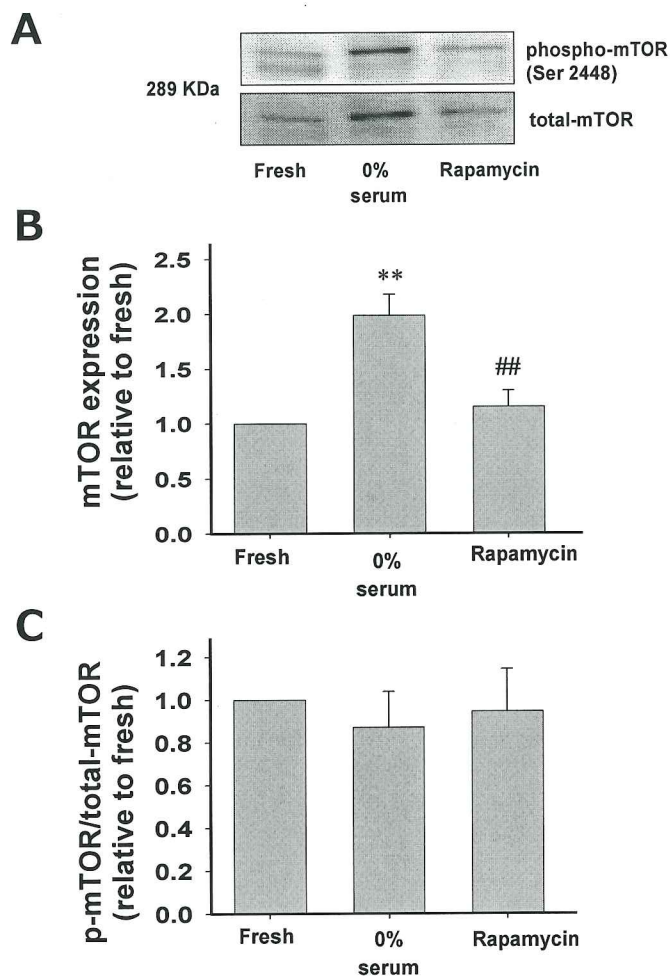 A
289 KDa
phospho-mTOR
(Ser 2448)
total-mTOR
Fresh 0% Rapamycin
serum
B
mTOR expression
(relative to fresh)
2.5
2.0
1.5
1.0
0.5
0.0
**
##
Fresh 0% Rapamycin
serum
C
p-mTOR/total-mTOR
(relative to fresh)
1.2
1.0
0.8
0.6
0.4
0.2
0.0
Fresh 0% Rapamycin
serum